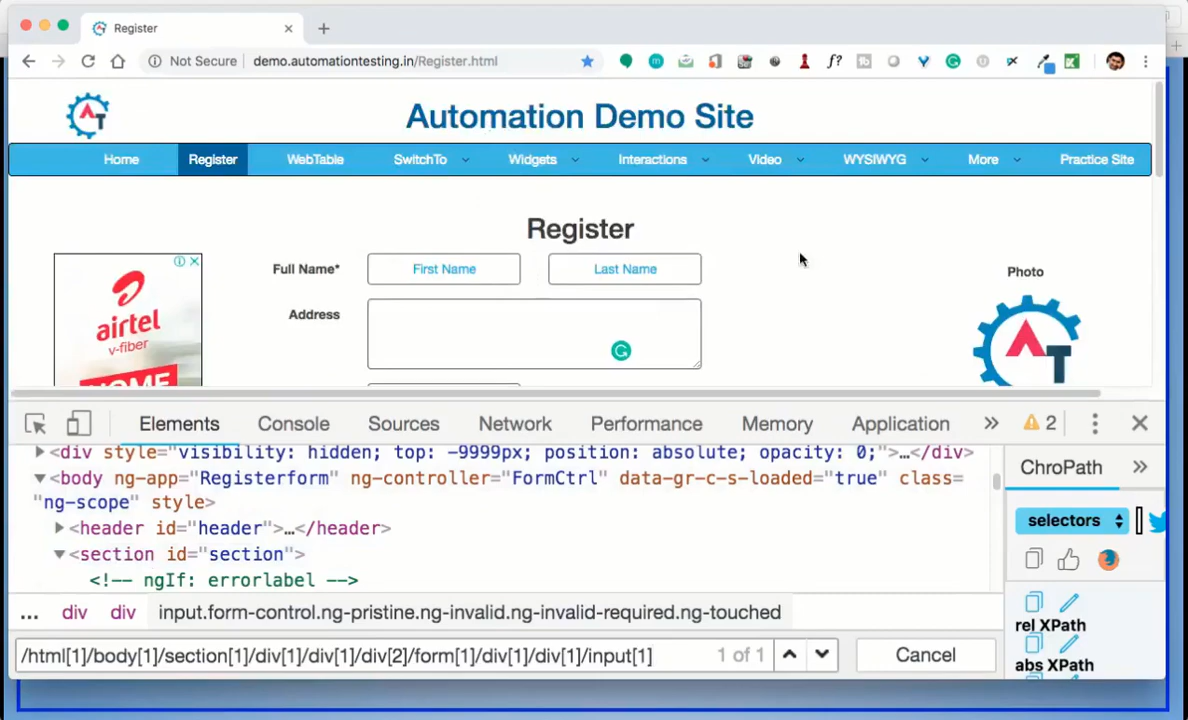 Register
Not Secure demo.automationtesting.in/Register.html
f?
Automation Demo Site
Home Register WebTable SwitchTo Widgets Interactions Video WYSIWYG More Practice Site
Register
Full Name* First Name Last Name
Photo
Address
airtel
v-fiber
HOME
Elements Console Sources Network Performance Memory Application » 2
<div style="visibility: hidden; top: -9999px; position: absolute; opacity: 0;">…</div>
<body ng-app="Registerform" ng-controller="FormCtrl" data-gr-c-s-loaded="true" class=
"ng-scope" style>
<header id="header">…</header>
<section id="section">
<!-- ngIf: errorlabel -->
ChroPath »
selectors
rel XPath
abs XPath
... div div input.form-control.ng-pristine.ng-invalid.ng-invalid-required.ng-touched
/html[1]/body[1]/section[1]/div[1]/div[1]/div[2]/form[1]/div[1]/div[1]/input[1] 1 of 1 Cancel